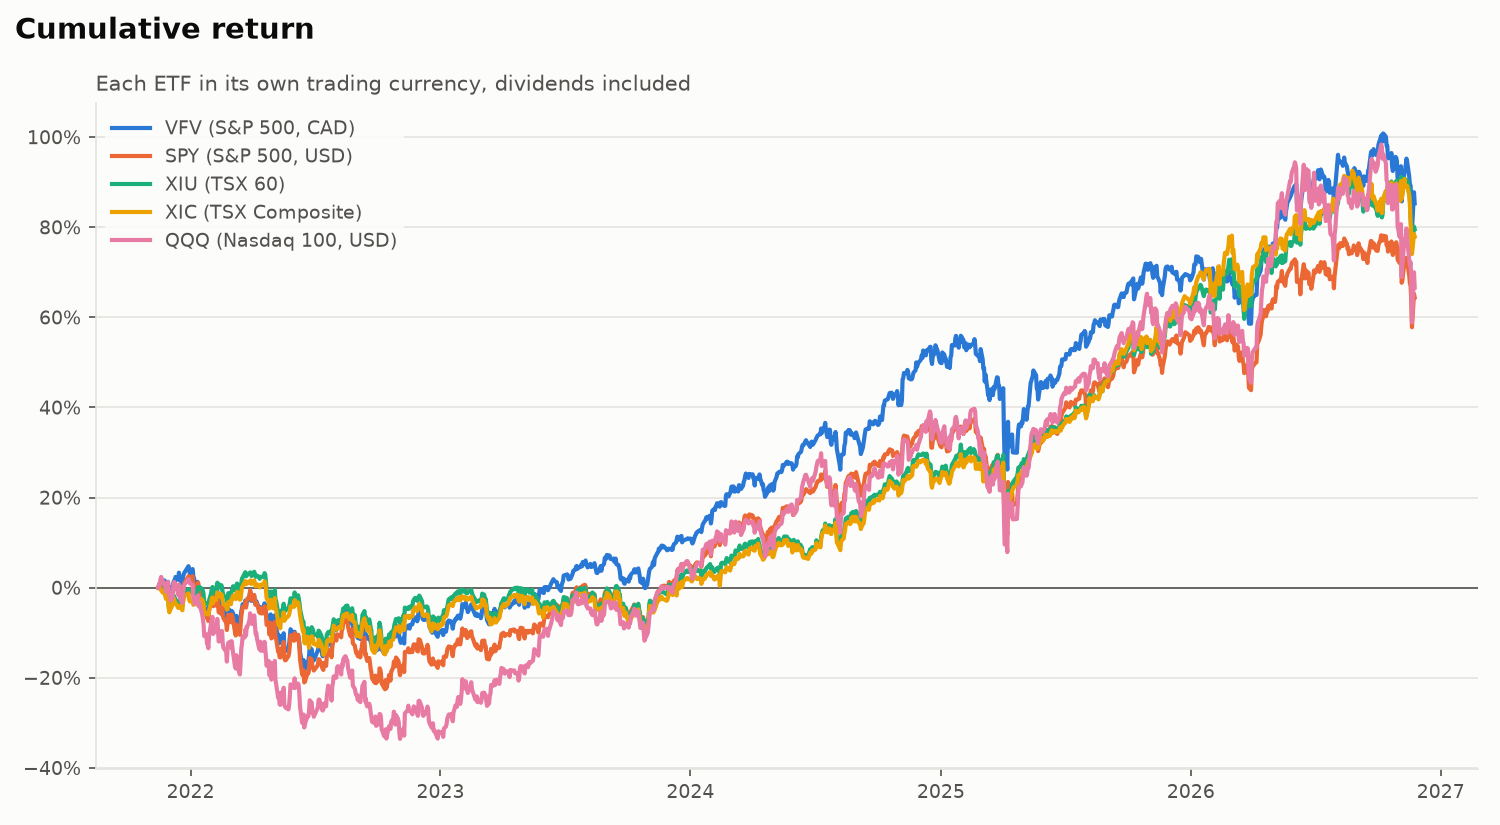 Cumulative return
Each ETF in its own trading currency, dividends included
VFV (S&P 500, CAD)
SPY (S&P 500, USD)
XIU (TSX 60)
XIC (TSX Composite)
QQQ (Nasdaq 100, USD)
100%
80%
60%
40%
20%
0%
−20%
−40%
2022 2023 2024 2025 2026 2027